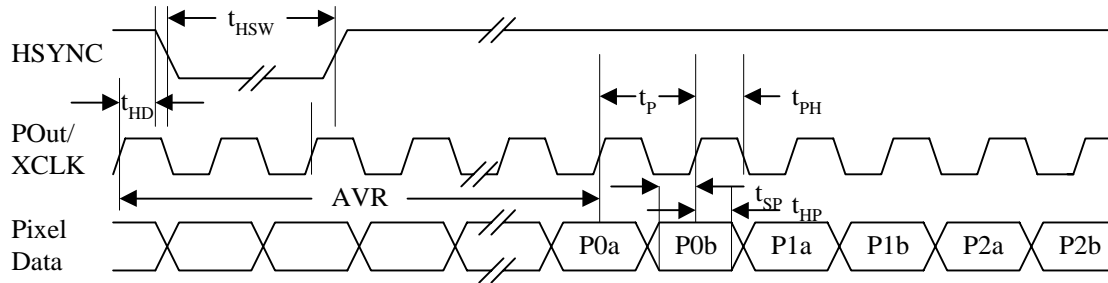 t_HSW
HSYNC
t_HD
t_P
t_PH
POut/
XCLK
AVR
t_SP
t_HP
Pixel
Data
P0a P0b P1a P1b P2a P2b